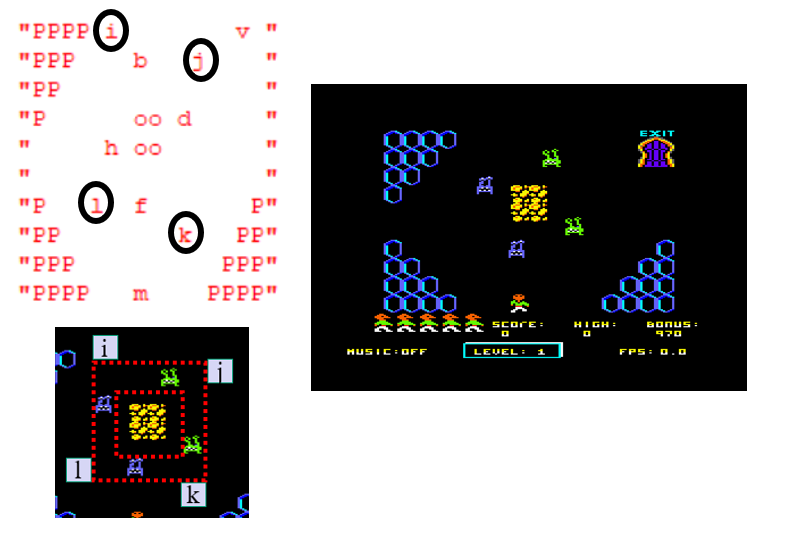 "PPPP i        v "
"PPP    b   j    "
"PP              "
"P      oo d     "
"     h oo       "
"                "
"P   l  f       P"
"PP        k   PP"
"PPP          PPP"
"PPPP   m    PPPP"
EXIT
SCORE: HIGH: BONUS:
0 0 970
MUSIC:OFF LEVEL: 1 FPS: 0.0
i
j
l
k